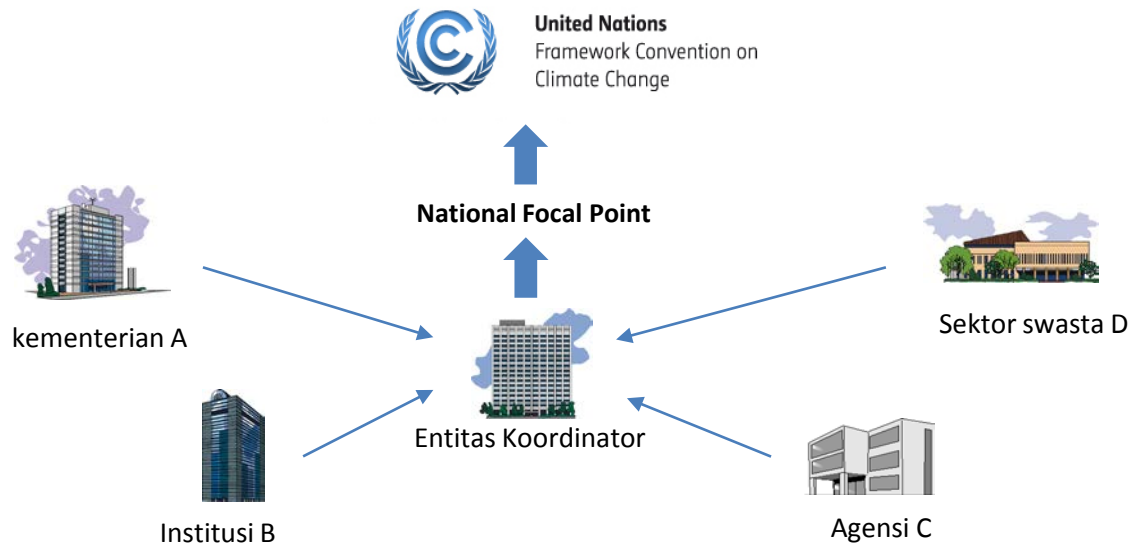 United Nations
Framework Convention on
Climate Change
National Focal Point
kementerian A
Sektor swasta D
Entitas Koordinator
Institusi B
Agensi C